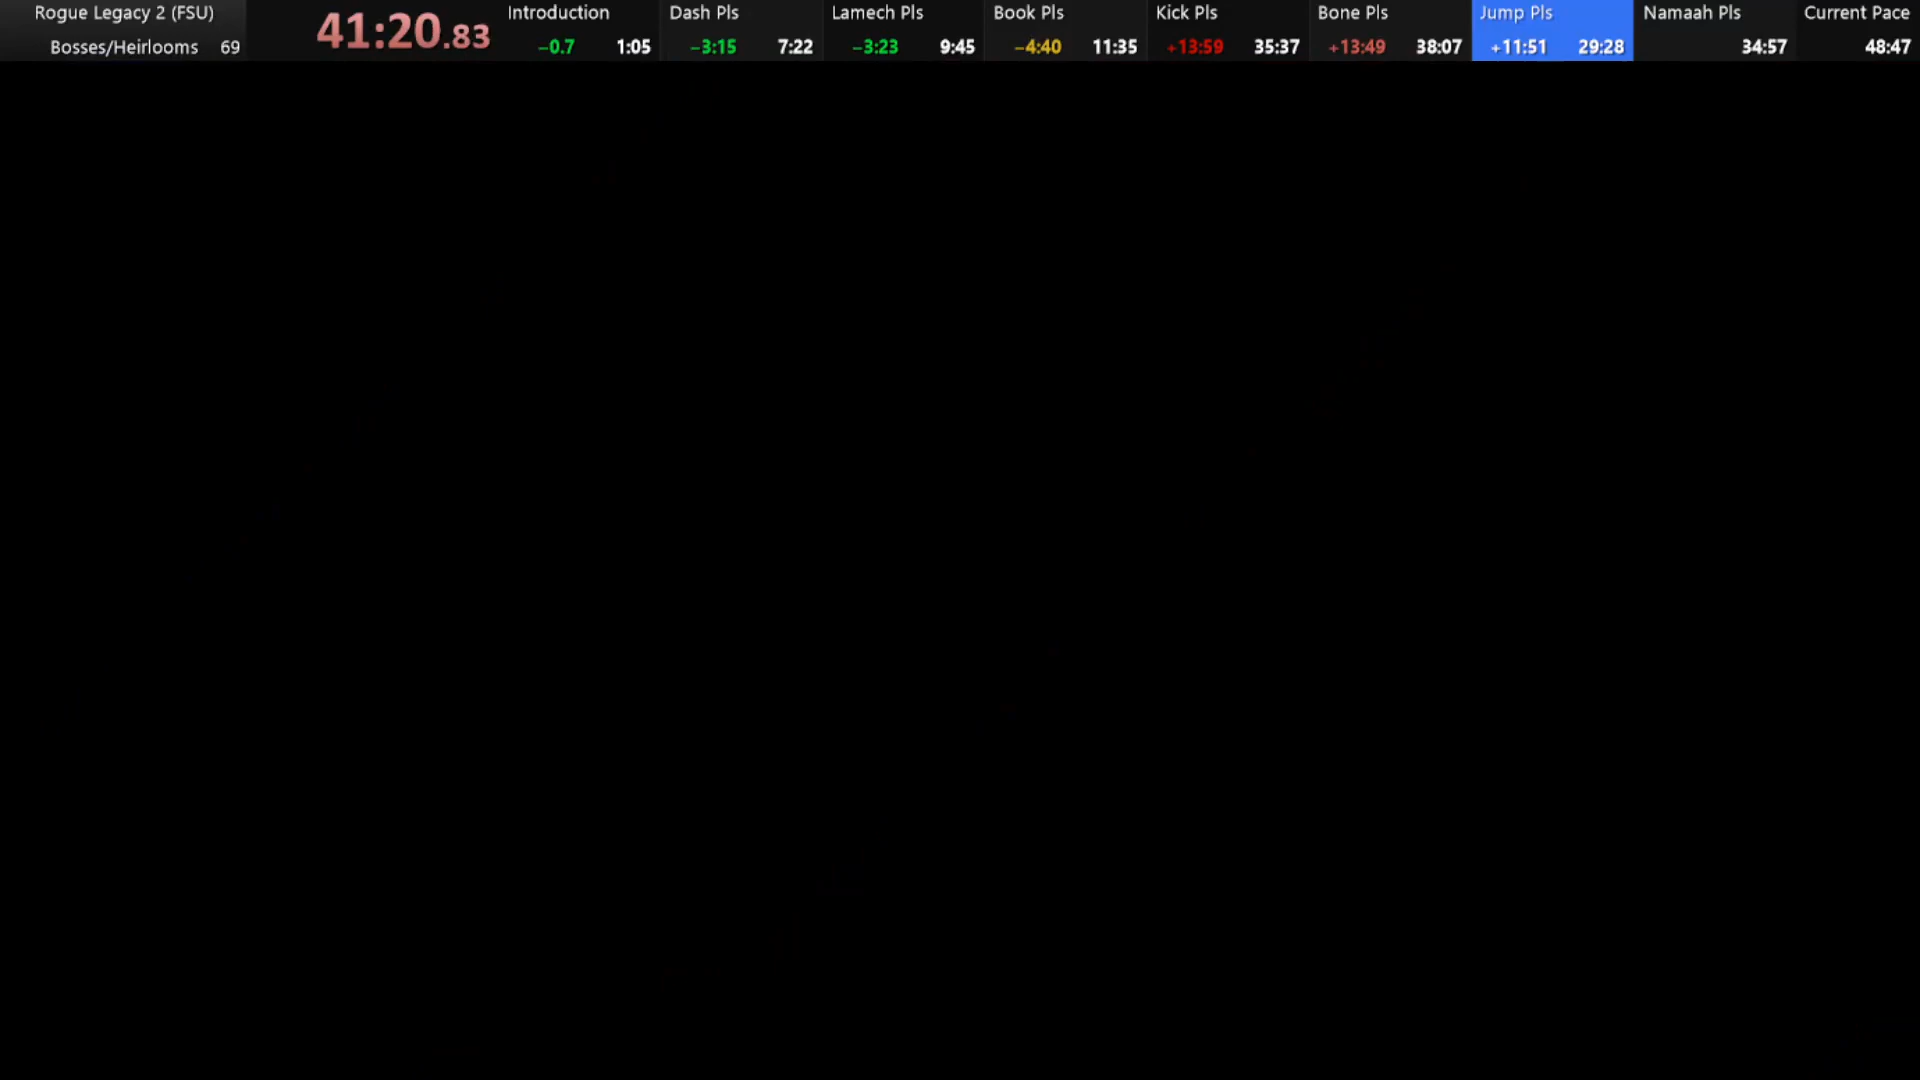 Rogue Legacy 2 (FSU)
Bosses/Heirlooms 69
41:20.83
Introduction
−0.7 1:05
Dash Pls
−3:15 7:22
Lamech Pls
−3:23 9:45
Book Pls
−4:40 11:35
Kick Pls
+13:59 35:37
Bone Pls
+13:49 38:07
Jump Pls
+11:51 29:28
Namaah Pls
34:57
Current Pace
48:47